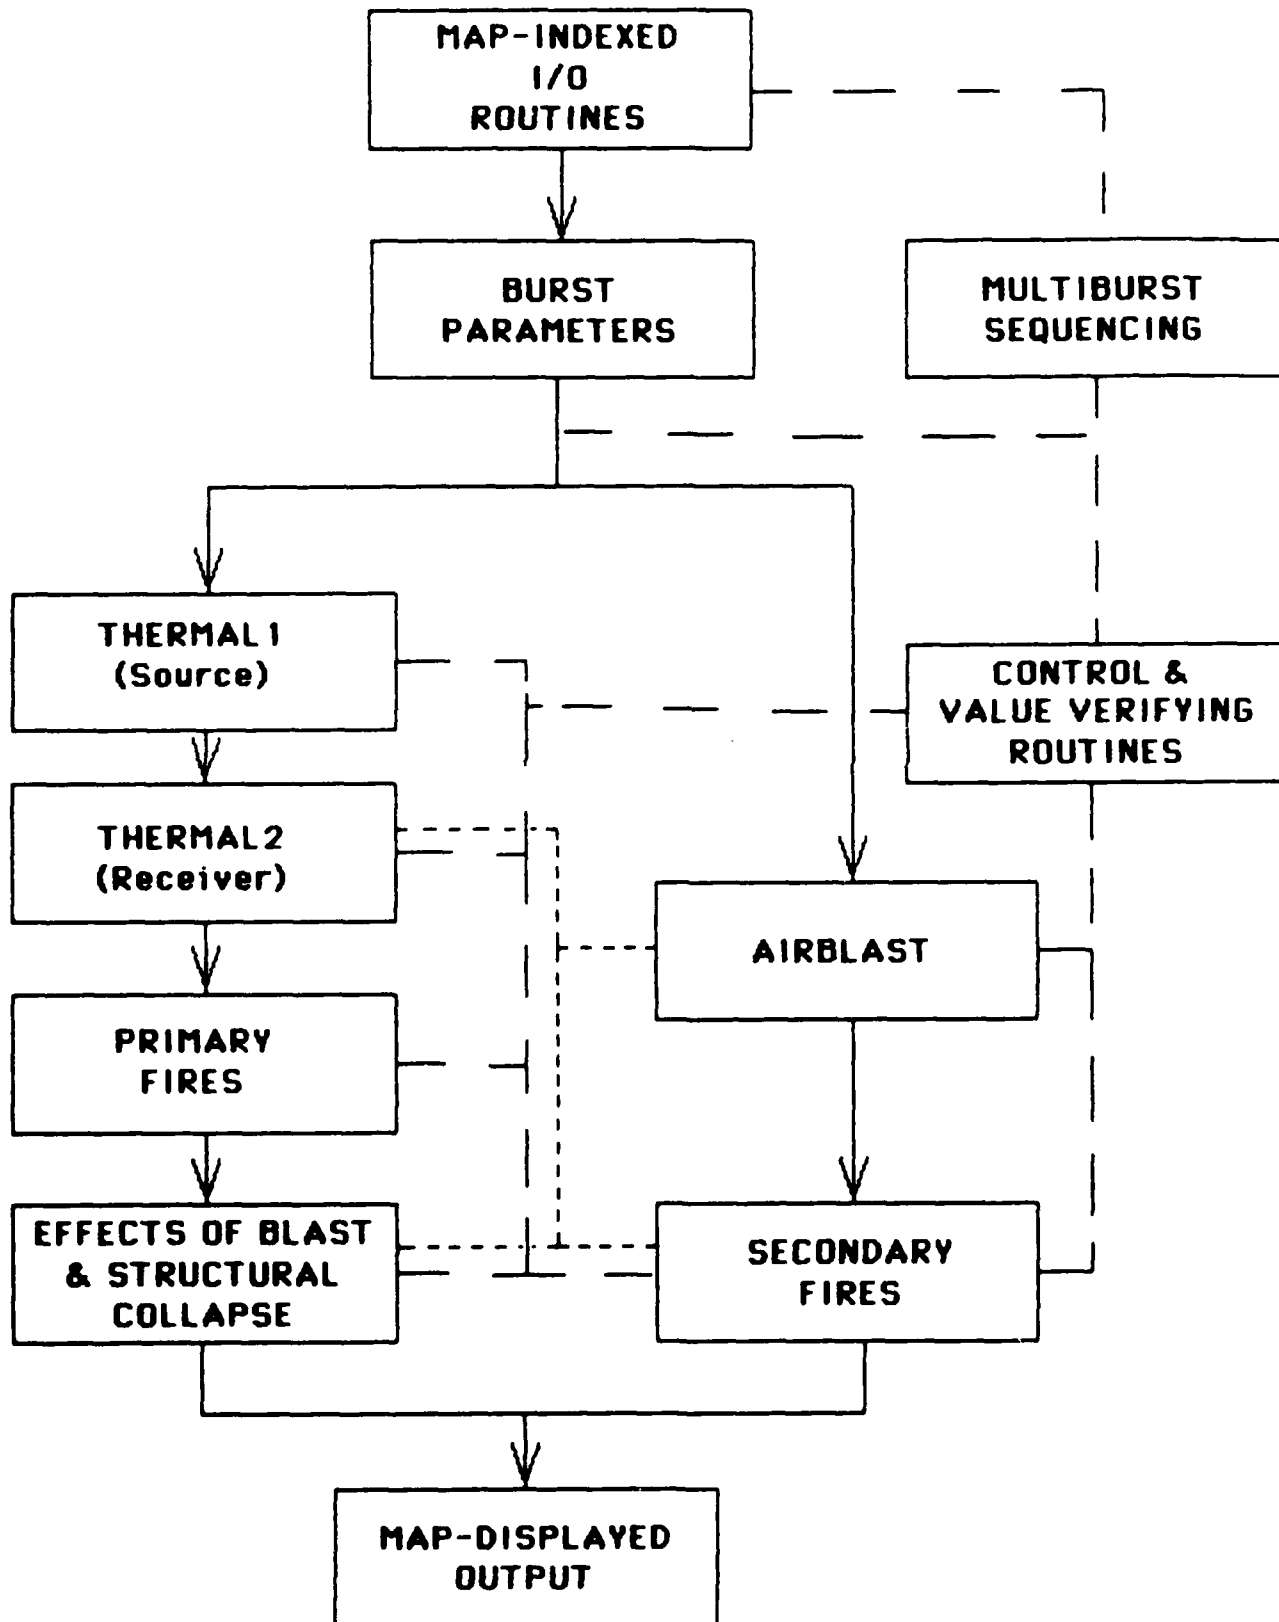 MAP-INDEXED
I/O
ROUTINES
BURST
PARAMETERS
MULTIBURST
SEQUENCING
THERMAL1
(Source)
CONTROL &
VALUE VERIFYING
ROUTINES
THERMAL2
(Receiver)
AIRBLAST
PRIMARY
FIRES
EFFECTS OF BLAST
& STRUCTURAL
COLLAPSE
SECONDARY
FIRES
MAP-DISPLAYED
OUTPUT